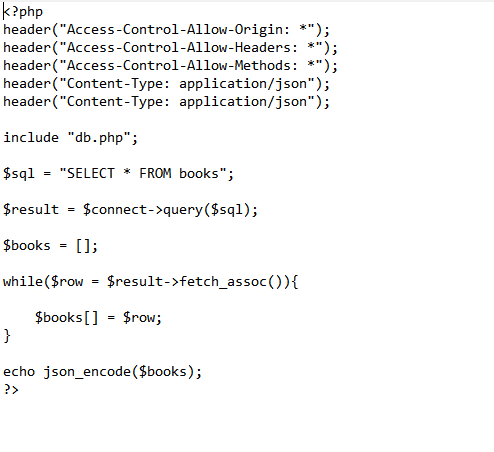 <?php
header("Access-Control-Allow-Origin: *");
header("Access-Control-Allow-Headers: *");
header("Access-Control-Allow-Methods: *");
header("Content-Type: application/json");
header("Content-Type: application/json");

include "db.php";

$sql = "SELECT * FROM books";

$result = $connect->query($sql);

$books = [];

while($row = $result->fetch_assoc()){

    $books[] = $row;
}

echo json_encode($books);
?>